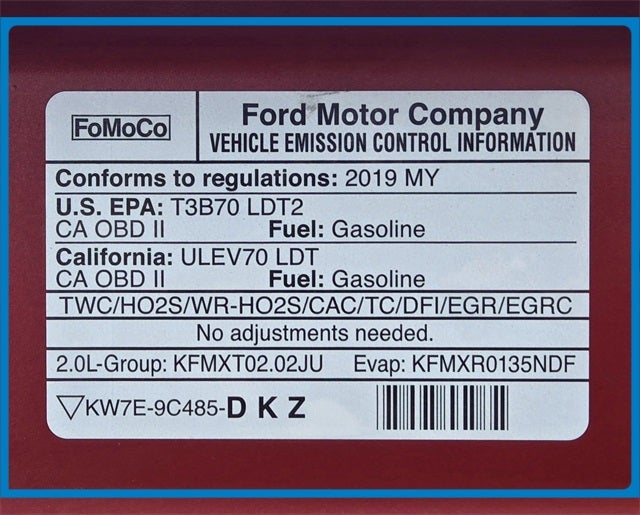 FoMoCo
Ford Motor Company
VEHICLE EMISSION CONTROL INFORMATION
Conforms to regulations: 2019 MY
U.S. EPA: T3B70 LDT2
CA OBD II Fuel: Gasoline
California: ULEV70 LDT
CA OBD II Fuel: Gasoline
TWC/HO2S/WR-HO2S/CAC/TC/DFI/EGR/EGRC
No adjustments needed.
2.0L-Group: KFMXT02.02JU Evap: KFMXR0135NDF
KW7E-9C485-D K Z